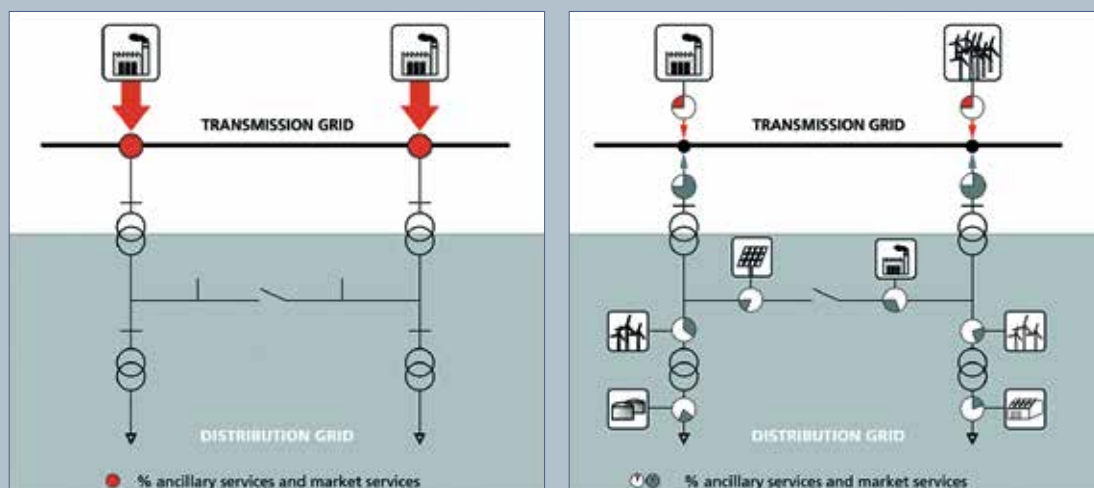 TRANSMISSION GRID
DISTRIBUTION GRID
% ancillary services and market services
TRANSMISSION GRID
DISTRIBUTION GRID
% ancillary services and market services